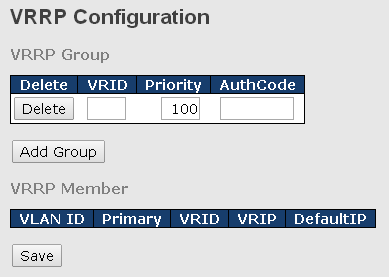 VRRP Configuration
VRRP Group
Delete VRID Priority AuthCode
Delete 100
Add Group
VRRP Member
VLAN ID Primary VRID VRIP DefaultIP
Save